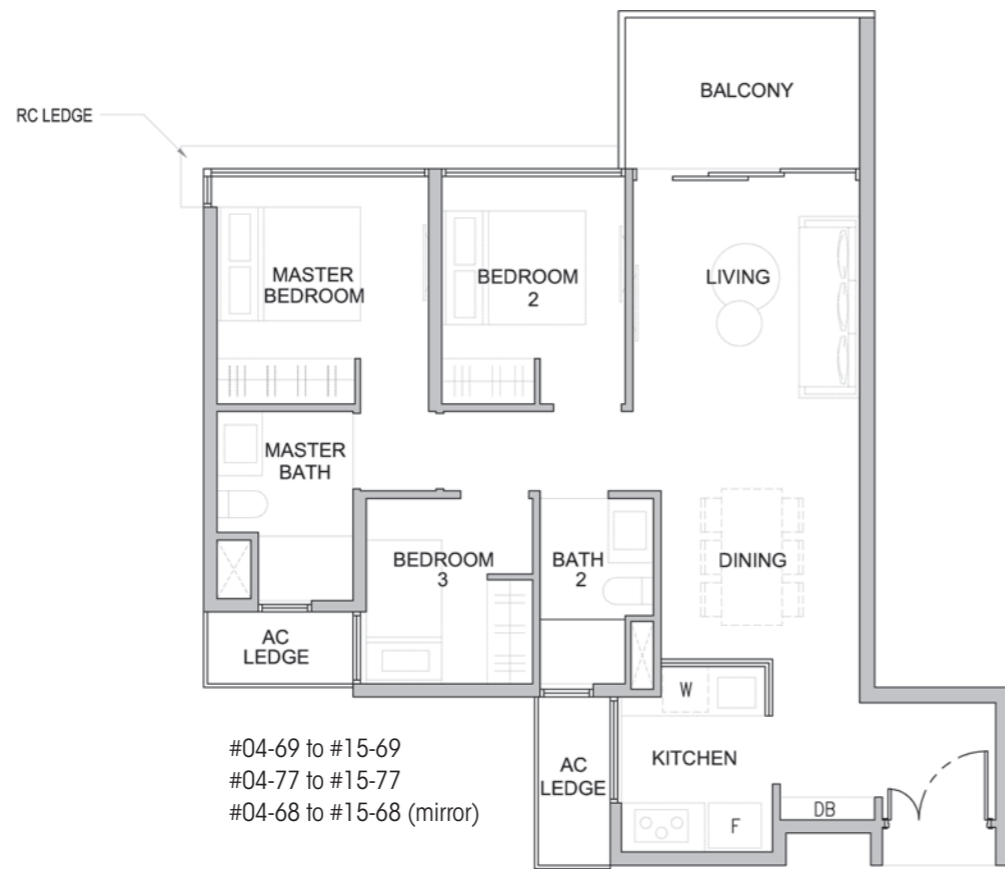 BALCONY
RC LEDGE
MASTER
BEDROOM
BEDROOM
2
LIVING
MASTER
BATH
BEDROOM
3
BATH
2
DINING
AC
LEDGE
W
#04-69 to #15-69
#04-77 to #15-77
#04-68 to #15-68 (mirror)
AC
LEDGE
KITCHEN
F
DB